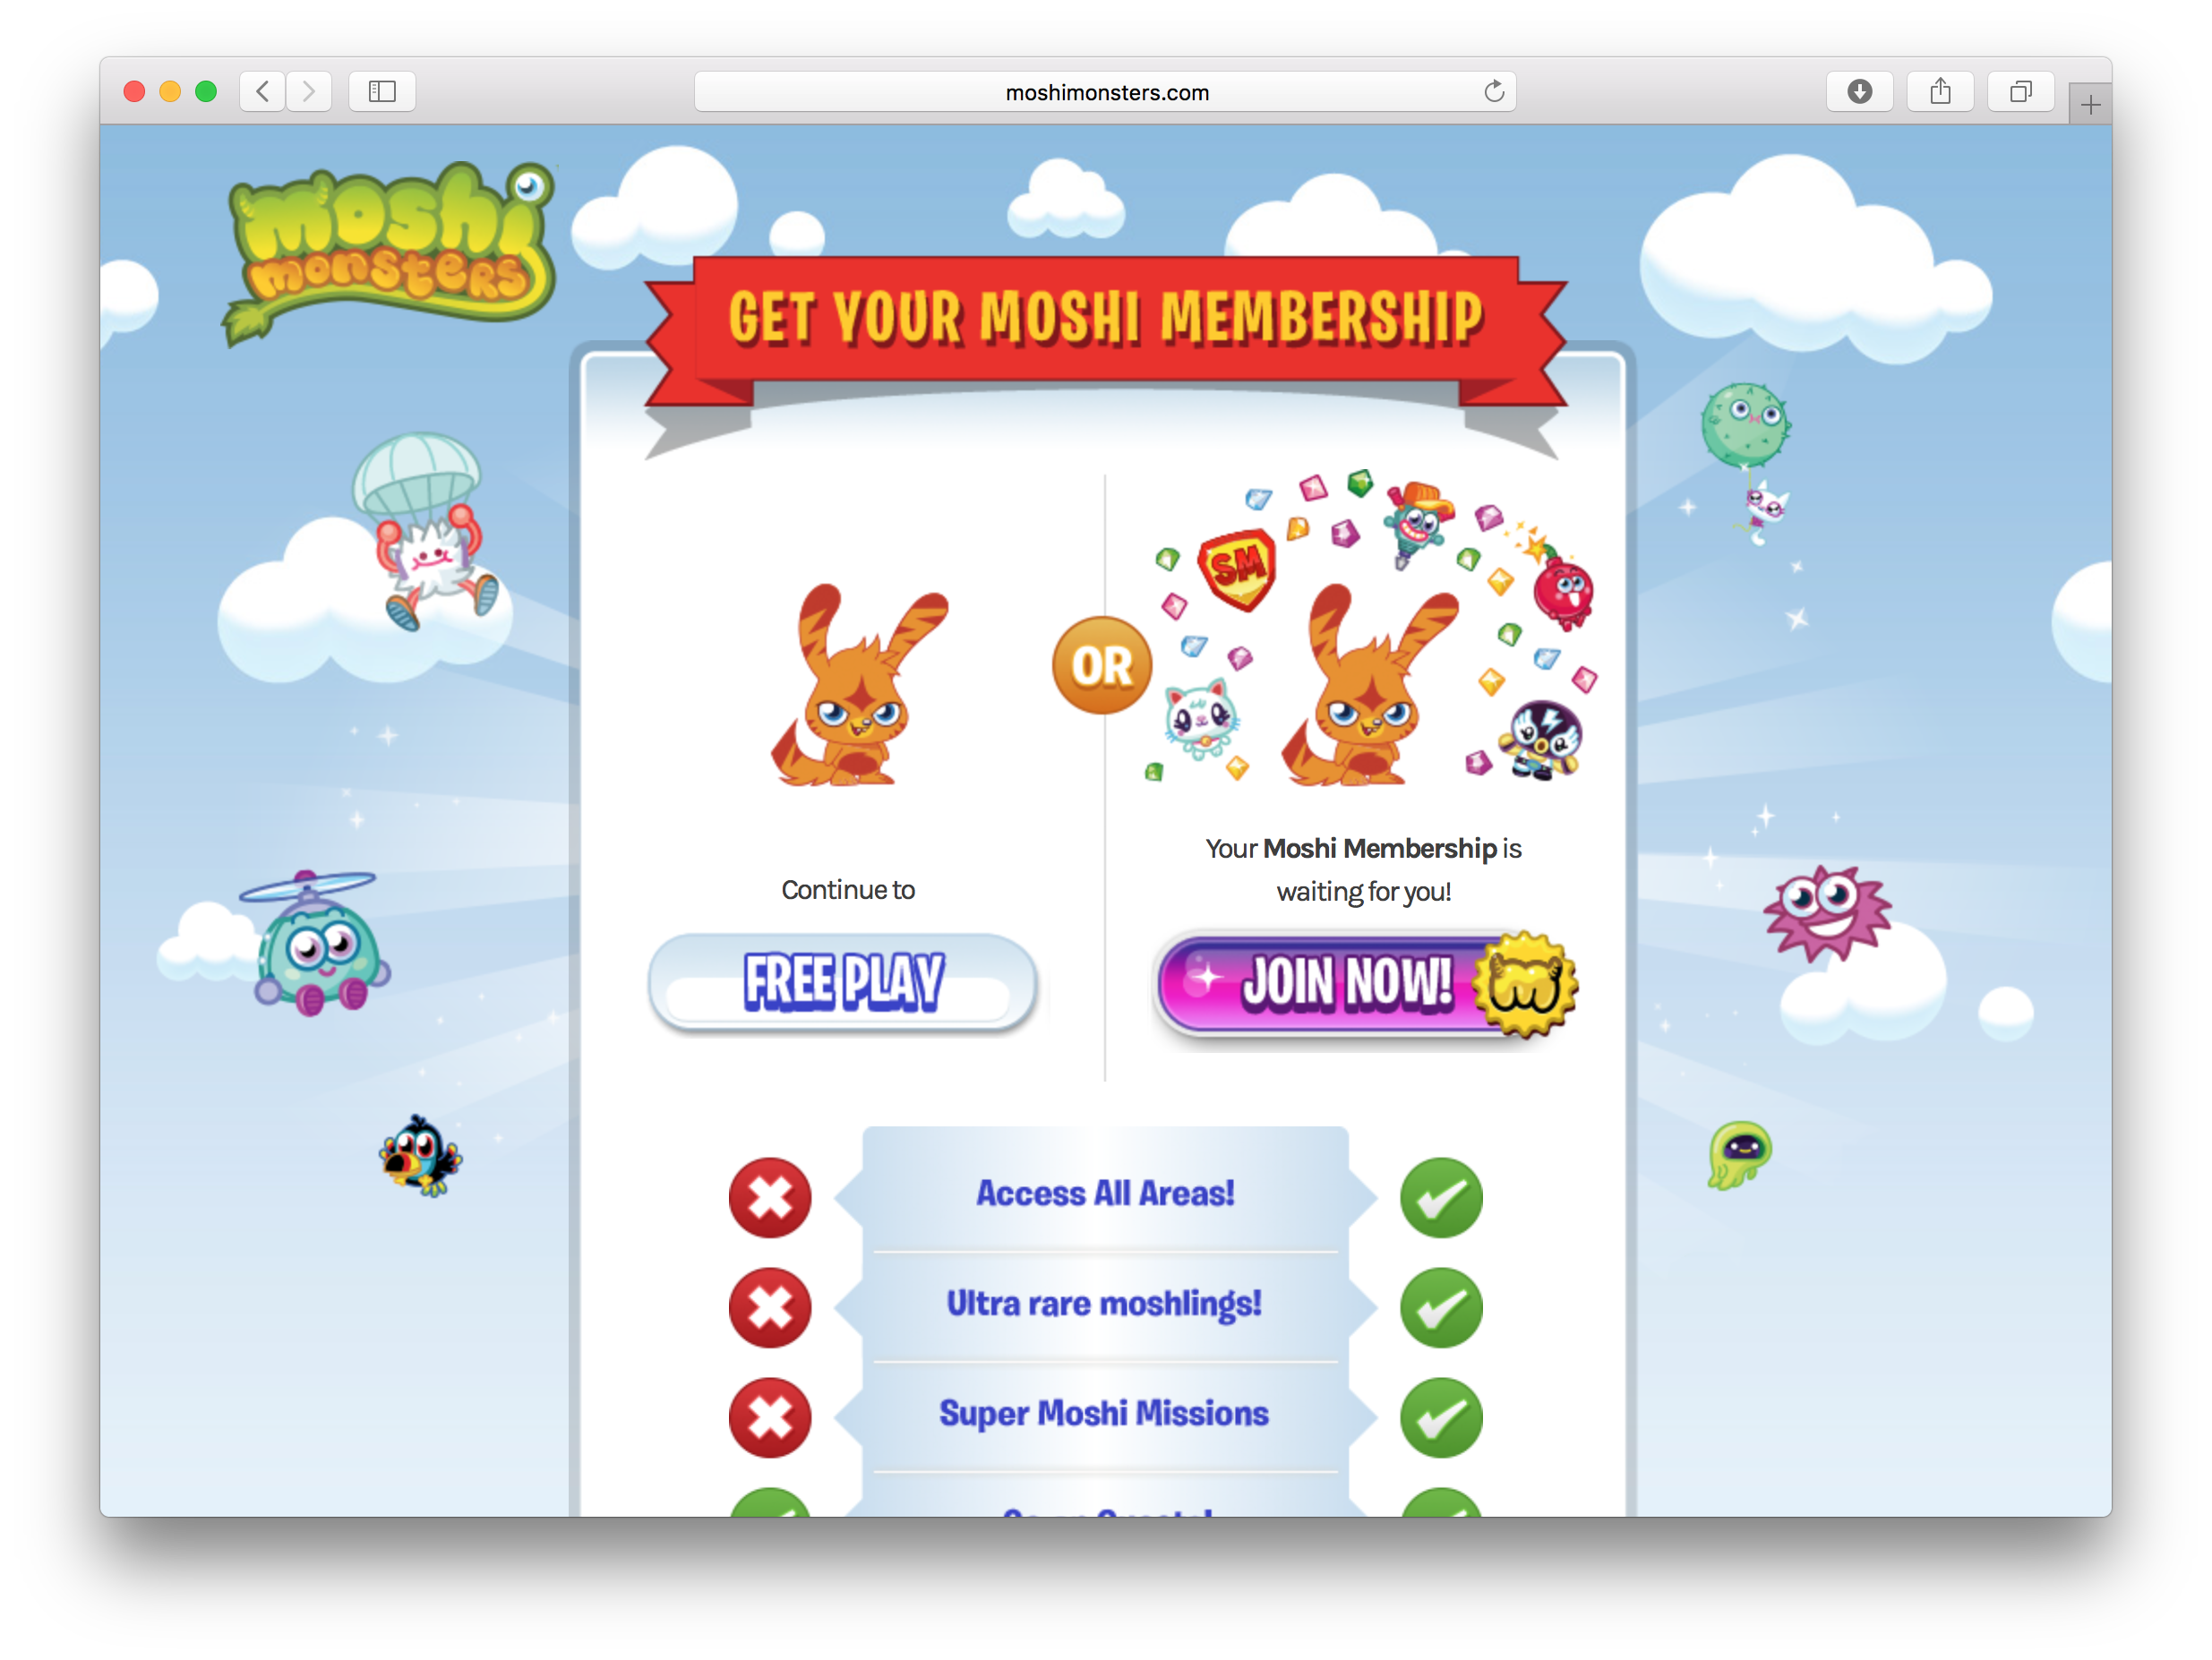 moshimonsters.com
moshi
monsters
GET YOUR MOSHI MEMBERSHIP
SM
OR
Continue to
FREE PLAY
Your Moshi Membership is
waiting for you!
JOIN NOW!
Access All Areas!
Ultra rare moshlings!
Super Moshi Missions